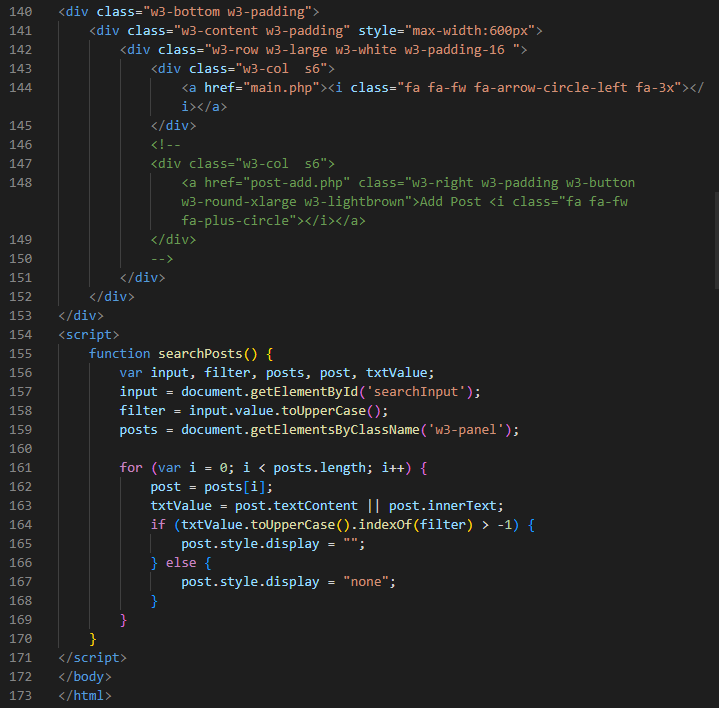 140 <div class="w3-bottom w3-padding">
141     <div class="w3-content w3-padding" style="max-width:600px">
142         <div class="w3-row w3-large w3-white w3-padding-16 ">
143             <div class="w3-col  s6">
144                 <a href="main.php"><i class="fa fa-fw fa-arrow-circle-left fa-3x"></
                i></a>
145             </div>
146             <!--
147             <div class="w3-col  s6">
148                 <a href="post-add.php" class="w3-right w3-padding w3-button
                w3-round-xlarge w3-lightbrown">Add Post <i class="fa fa-fw
                fa-plus-circle"></i></a>
149             </div>
150             -->
151         </div>
152     </div>
153 </div>
154 <script>
155     function searchPosts() {
156         var input, filter, posts, post, txtValue;
157         input = document.getElementById('searchInput');
158         filter = input.value.toUpperCase();
159         posts = document.getElementsByClassName('w3-panel');
160
161         for (var i = 0; i < posts.length; i++) {
162             post = posts[i];
163             txtValue = post.textContent || post.innerText;
164             if (txtValue.toUpperCase().indexOf(filter) > -1) {
165                 post.style.display = "";
166             } else {
167                 post.style.display = "none";
168             }
169         }
170     }
171 </script>
172 </body>
173 </html>